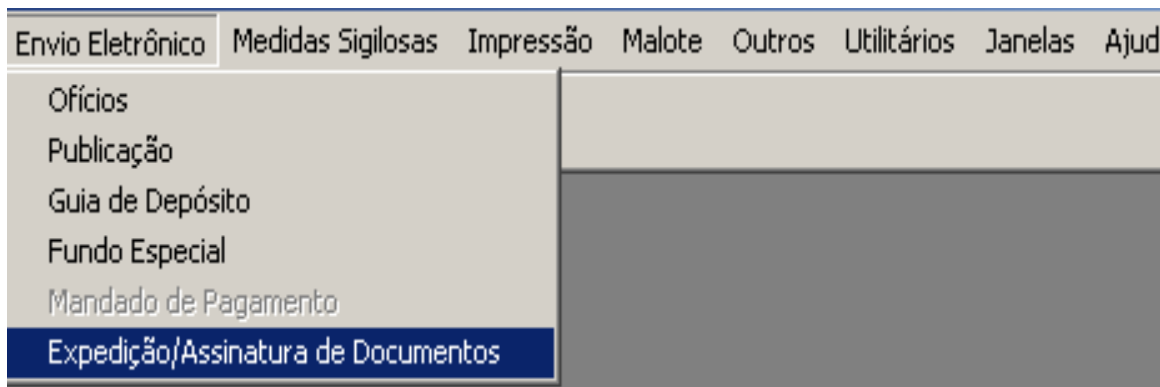 Envio Eletrônico Medidas Sigilosas Impressão Malote Outros Utilitários Janelas Ajud
Ofícios
Publicação
Guia de Depósito
Fundo Especial
Mandado de Pagamento
Expedição/Assinatura de Documentos